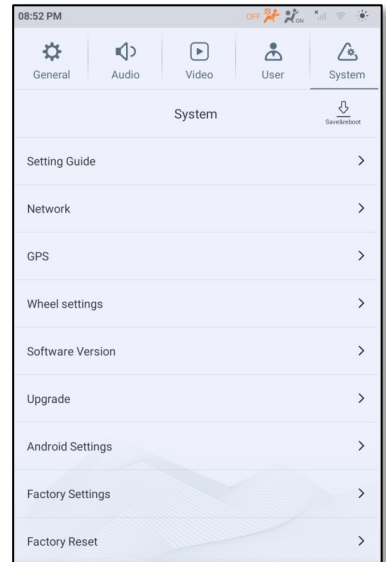 08:52 PM OFF ON
General Audio Video User System
System
Save&reboot
Setting Guide
Network
GPS
Wheel settings
Software Version
Upgrade
Android Settings
Factory Settings
Factory Reset